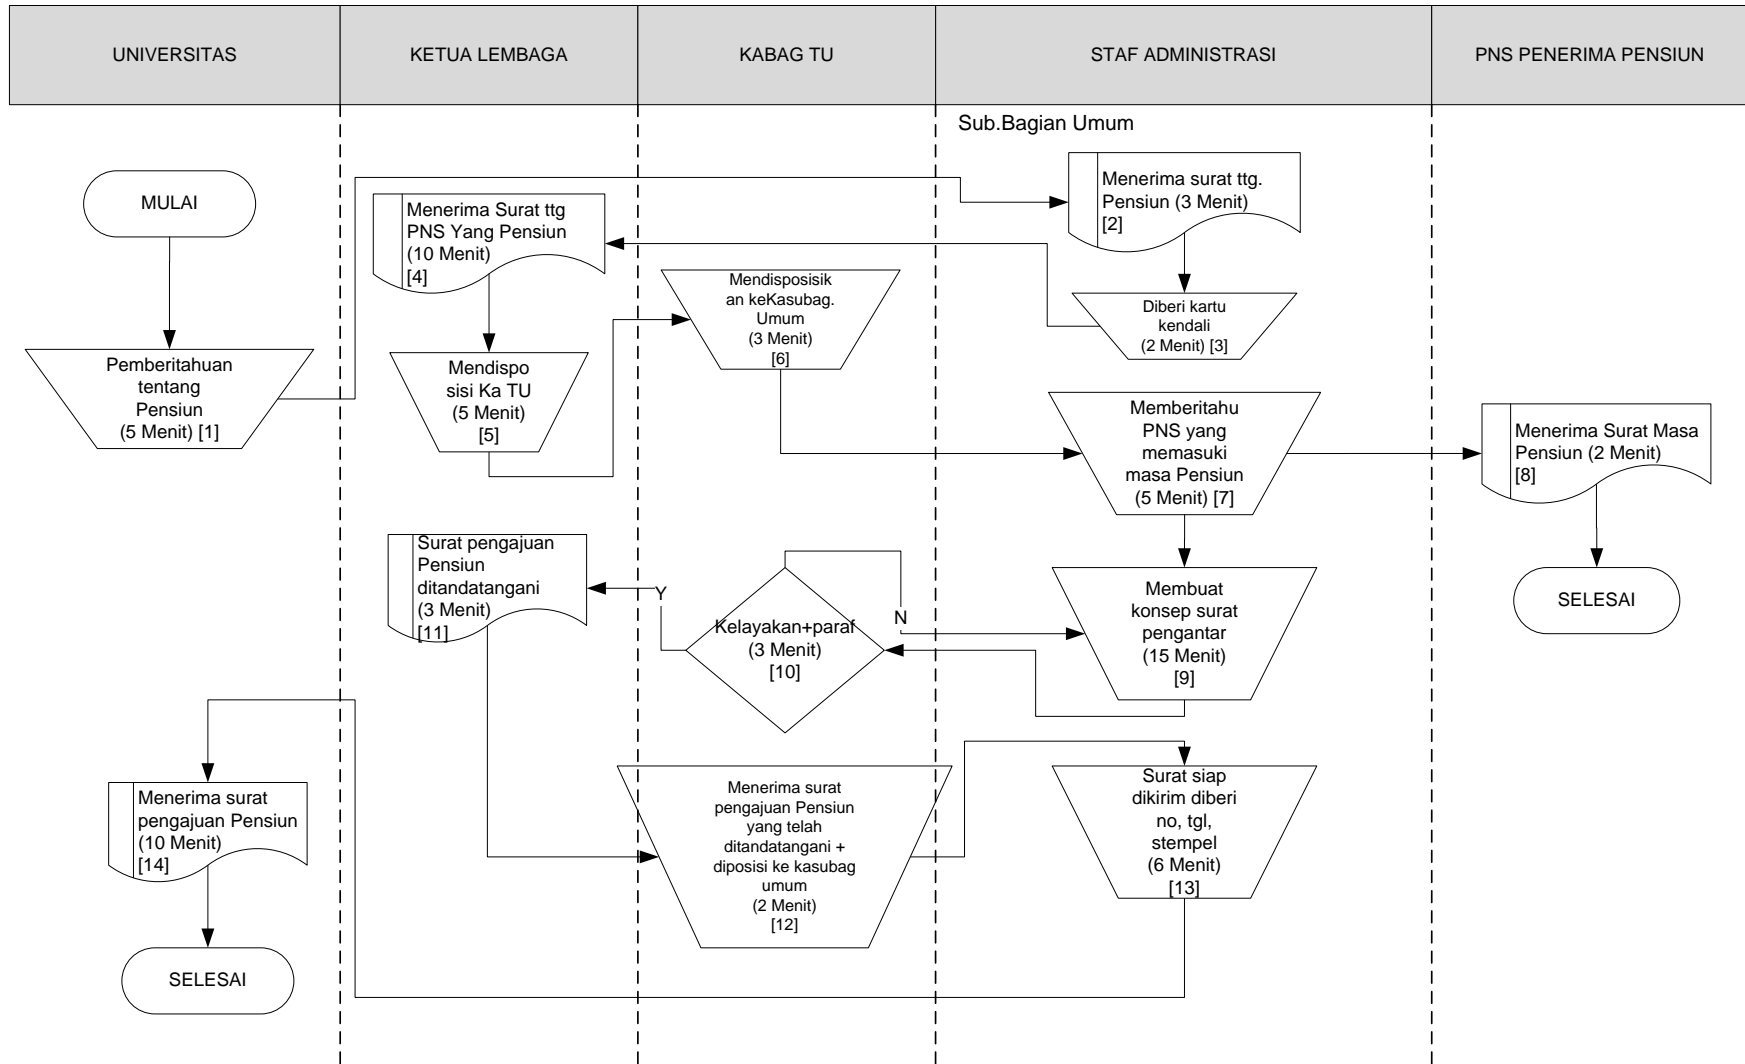 UNIVERSITAS
KETUA LEMBAGA
KABAG TU
STAF ADMINISTRASI
PNS PENERIMA PENSIUN
Sub.Bagian Umum
MULAI
Pemberitahuan
tentang
Pensiun
(5 Menit) [1]
Menerima surat ttg.
Pensiun (3 Menit)
[2]
Diberi kartu
kendali
(2 Menit) [3]
Menerima Surat ttg
PNS Yang Pensiun
(10 Menit)
[4]
Mendispo
sisi Ka TU
(5 Menit)
[5]
Mendisposisik
an keKasubag.
Umum
(3 Menit)
[6]
Memberitahu
PNS yang
memasuki
masa Pensiun
(5 Menit) [7]
Menerima Surat Masa
Pensiun (2 Menit)
[8]
SELESAI
Membuat
konsep surat
pengantar
(15 Menit)
[9]
Kelayakan+paraf
(3 Menit)
[10]
N
Y
Surat pengajuan
Pensiun
ditandatangani
(3 Menit)
[11]
Menerima surat
pengajuan Pensiun
yang telah
ditandatangani +
diposisi ke kasubag
umum
(2 Menit)
[12]
Surat siap
dikirim diberi
no, tgl,
stempel
(6 Menit)
[13]
Menerima surat
pengajuan Pensiun
(10 Menit)
[14]
SELESAI